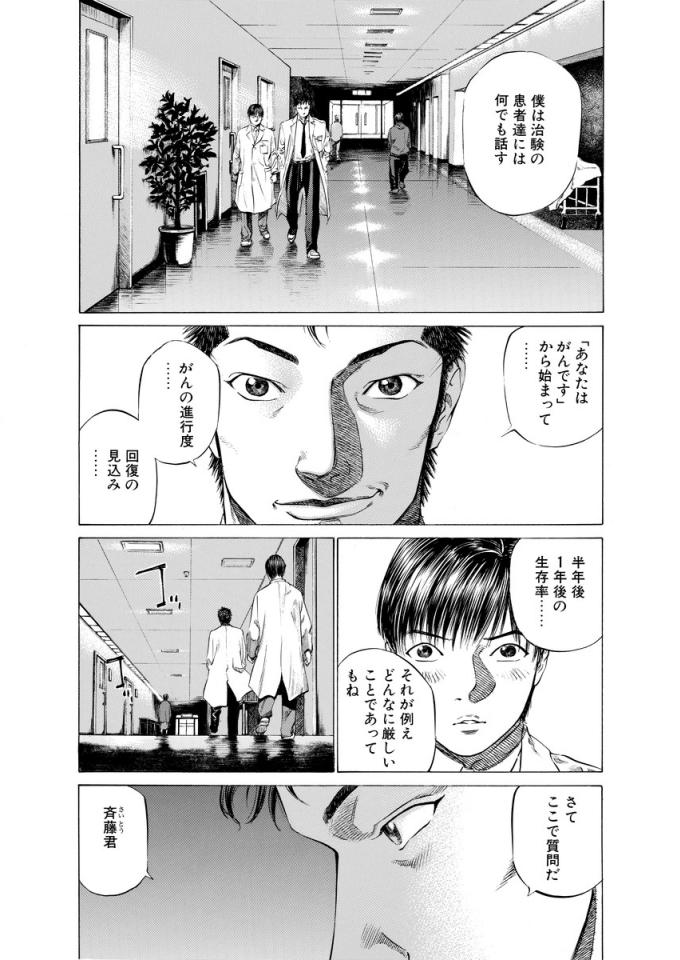 僕は治験の
患者達には
何でも話す
「あなたは
がんです」
から始まって
……
がんの進行度
……
回復の
見込み
……
半年後
1年後の
生存率……
それが例え
どんなに厳しい
ことであって
もね
さて
ここで質問だ
斉藤君
さいとう